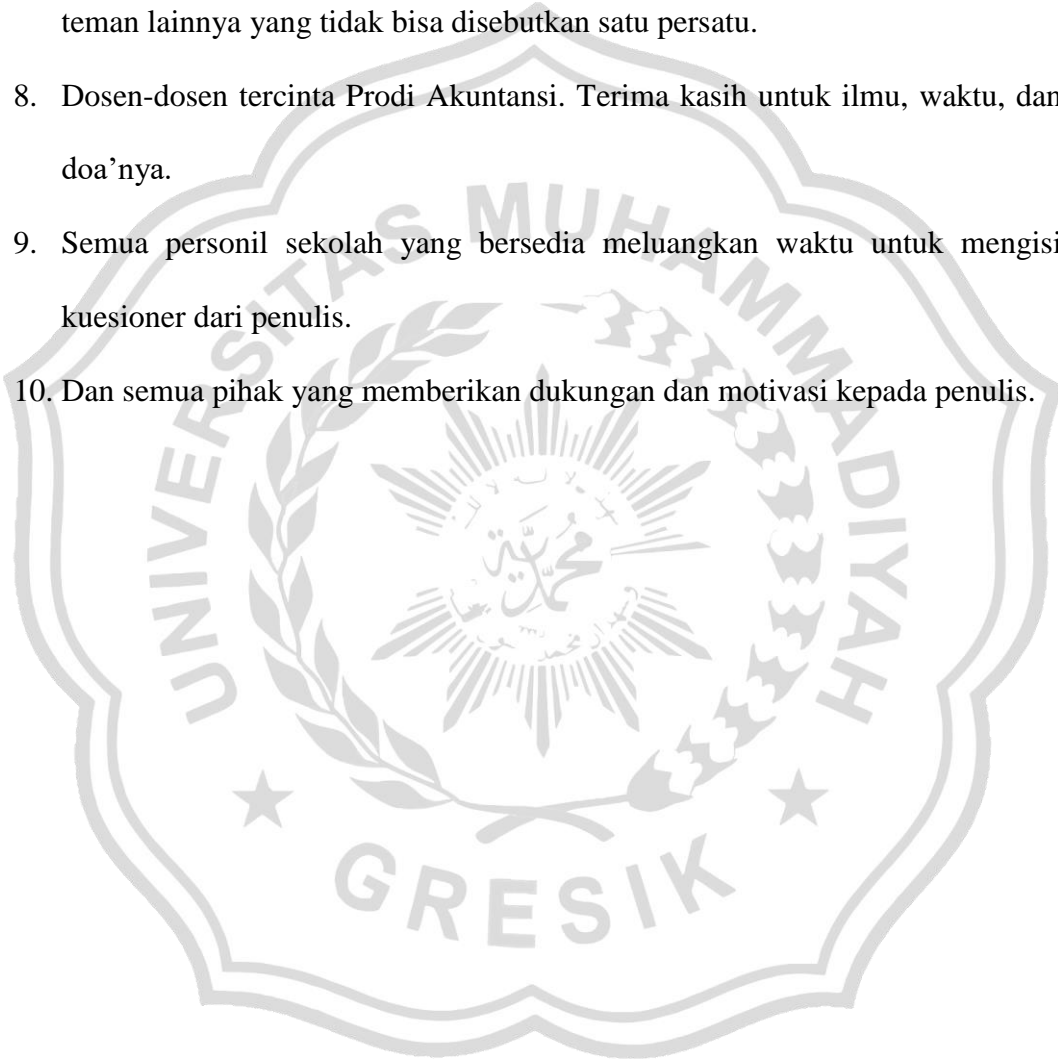 teman lainnya yang tidak bisa disebutkan satu persatu.
8. Dosen-dosen tercinta Prodi Akuntansi. Terima kasih untuk ilmu, waktu, dan
doa’nya.
9. Semua personil sekolah yang bersedia meluangkan waktu untuk mengisi
kuesioner dari penulis.
10. Dan semua pihak yang memberikan dukungan dan motivasi kepada penulis.
UNIVERSITAS MUHAMMADIYAH
محمدية
GRESIK